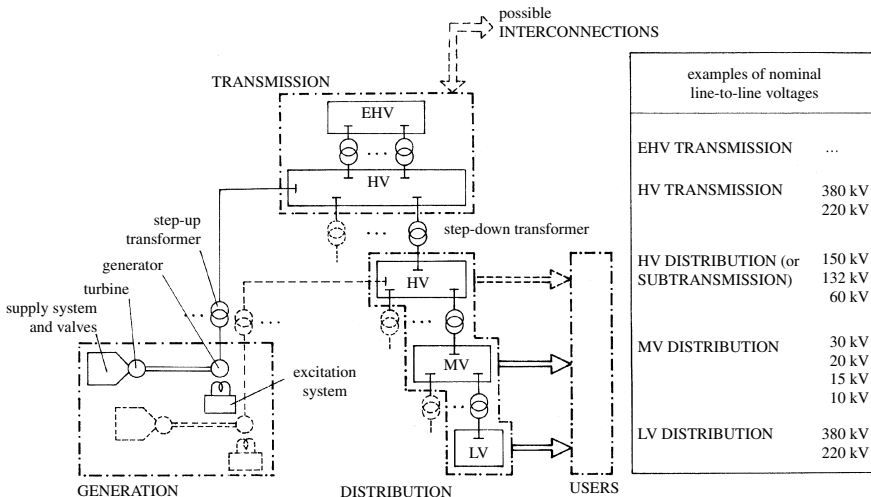 possible
INTERCONNECTIONS
TRANSMISSION
EHV
...
HV
step-up
transformer
generator
turbine
supply system
and valves
...
step-down transformer
HV
...
...
...
MV
excitation
system
...
LV
GENERATION
DISTRIBUTION
USERS
examples of nominal
line-to-line voltages
EHV TRANSMISSION ...
HV TRANSMISSION 380 kV
220 kV
HV DISTRIBUTION (or 150 kV
SUBTRANSMISSION) 132 kV
60 kV
MV DISTRIBUTION 30 kV
20 kV
15 kV
10 kV
LV DISTRIBUTION 380 kV
220 kV